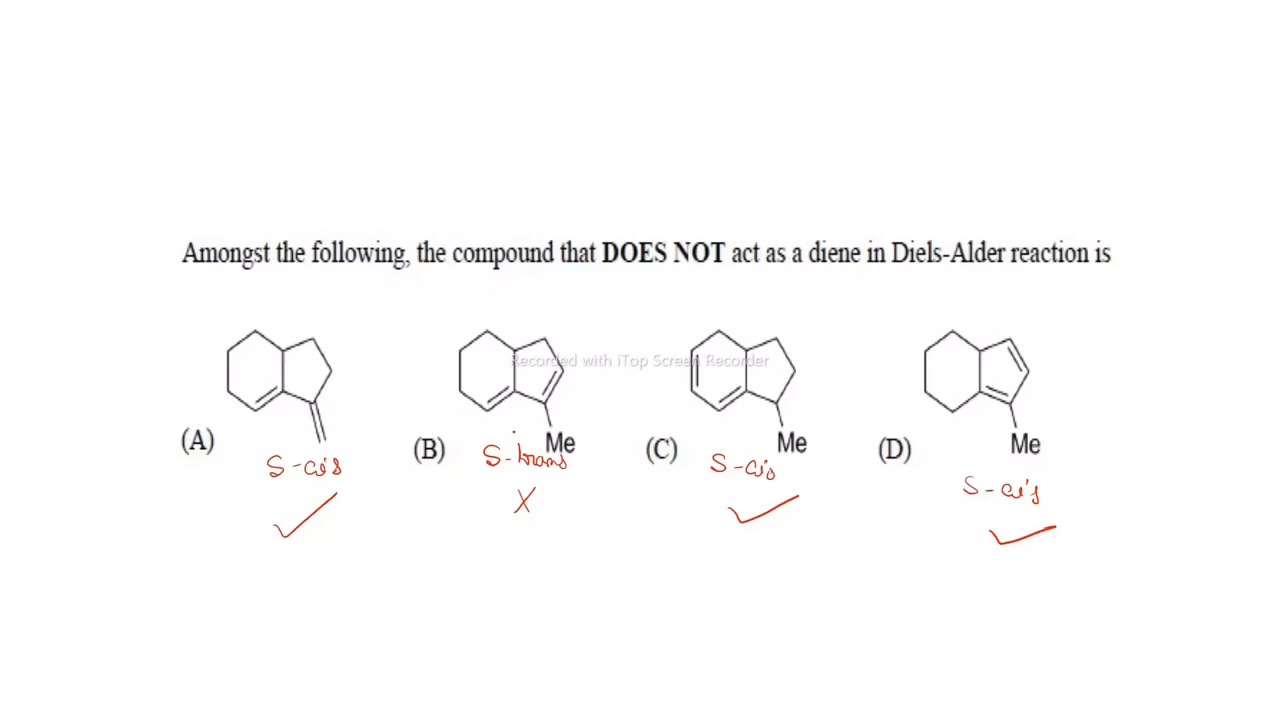 Amongst the following, the compound that DOES NOT act as a diene in Diels-Alder reaction is
Recorded with iTop Screen Recorder
(A) (B) Me (C) Me (D) Me
S-cis S-trans S-cis S-cis
X